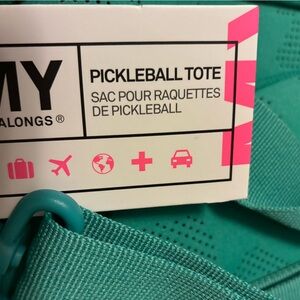 MY
ALONGS®
PICKLEBALL TOTE
SAC POUR RAQUETTES
DE PICKLEBALL